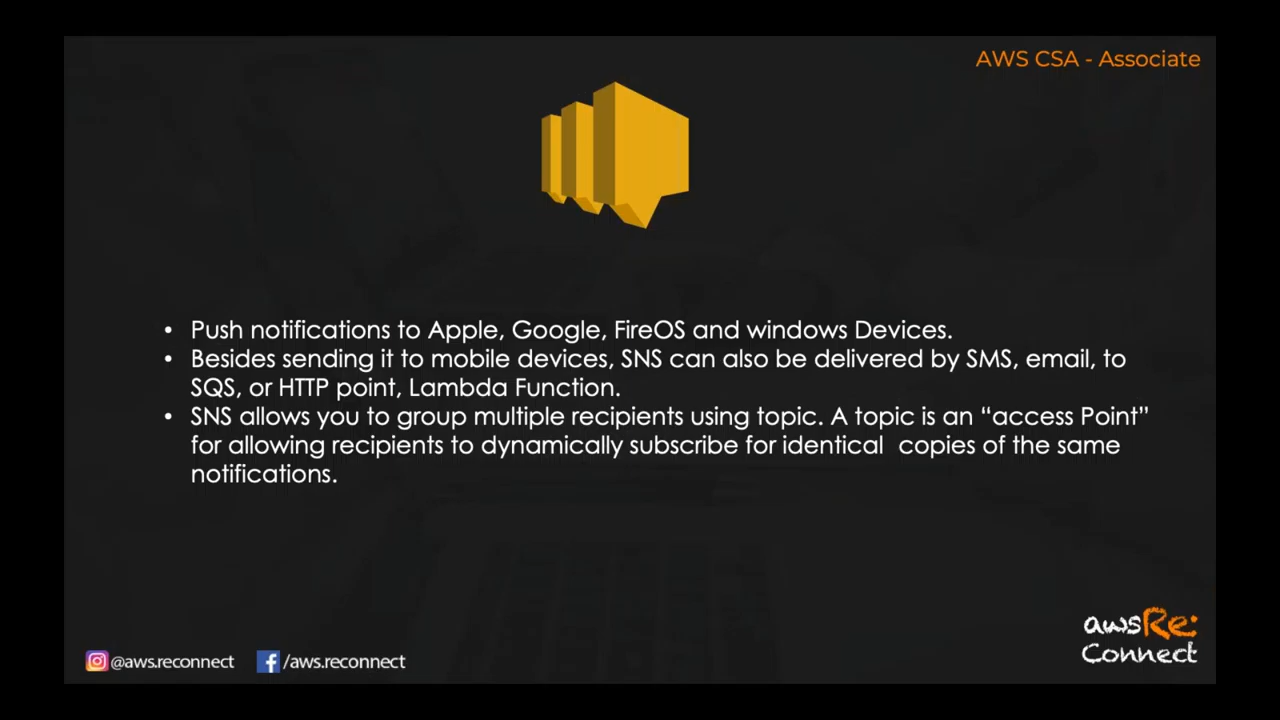 AWS CSA - Associate
• Push notifications to Apple, Google, FireOS and windows Devices.
• Besides sending it to mobile devices, SNS can also be delivered by SMS, email, to
SQS, or HTTP point, Lambda Function.
• SNS allows you to group multiple recipients using topic. A topic is an “access Point”
for allowing recipients to dynamically subscribe for identical  copies of the same
notifications.
@aws.reconnect /aws.reconnect
awsRe:
Connect